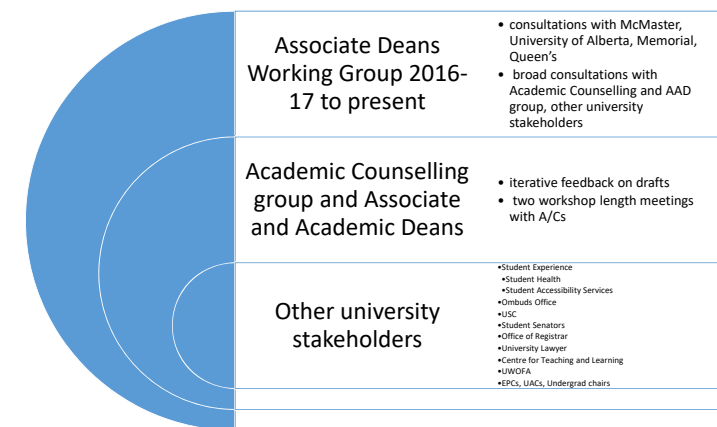 Associate Deans
Working Group 2016-
17 to present
• consultations with McMaster,
University of Alberta, Memorial,
Queen's
• broad consultations with
Academic Counselling and AAD
group, other university
stakeholders
Academic Counselling
group and Associate
and Academic Deans
• iterative feedback on drafts
• two workshop length meetings
with A/Cs
Other university
stakeholders
•Student Experience
•Student Health
•Student Accessibility Services
•Ombuds Office
•USC
•Student Senators
•Office of Registrar
•University Lawyer
•Centre for Teaching and Learning
•UWOFA
•EPCs, UACs, Undergrad chairs